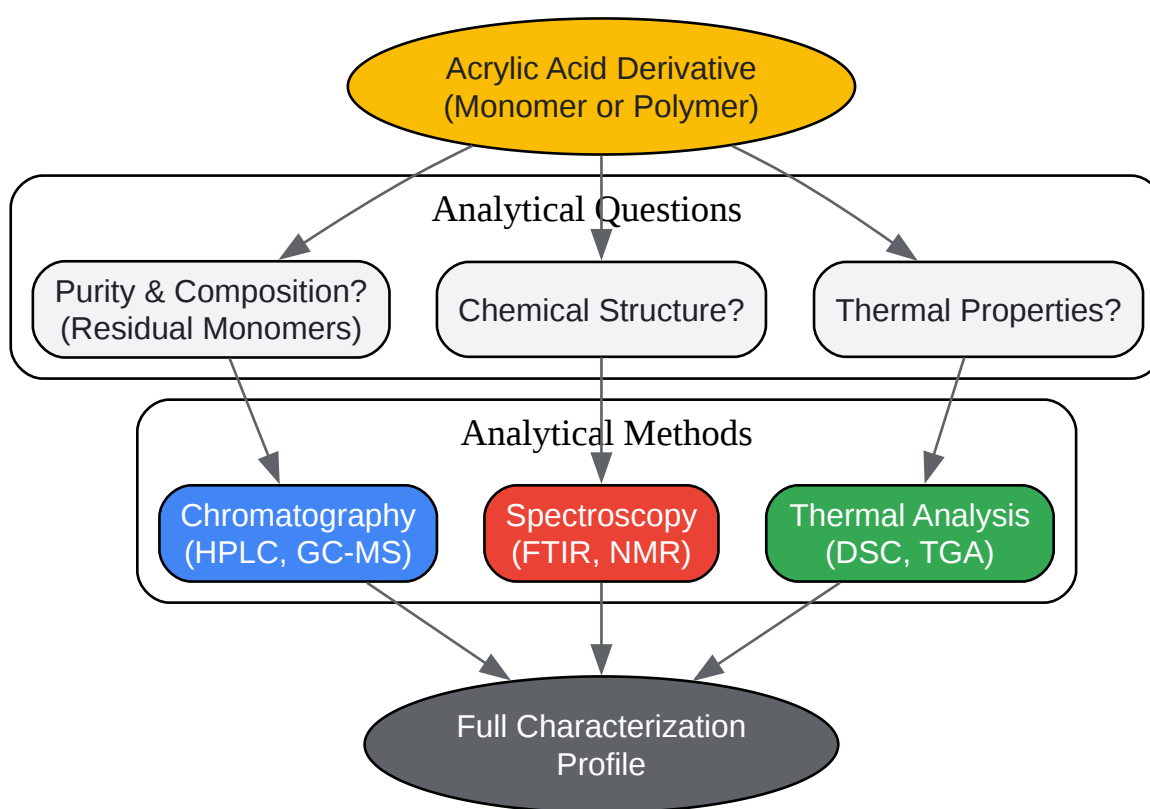 Acrylic Acid Derivative
(Monomer or Polymer)
Analytical Questions
Purity & Composition?
(Residual Monomers)
Chemical Structure?
Thermal Properties?
Analytical Methods
Chromatography
(HPLC, GC-MS)
Spectroscopy
(FTIR, NMR)
Thermal Analysis
(DSC, TGA)
Full Characterization
Profile